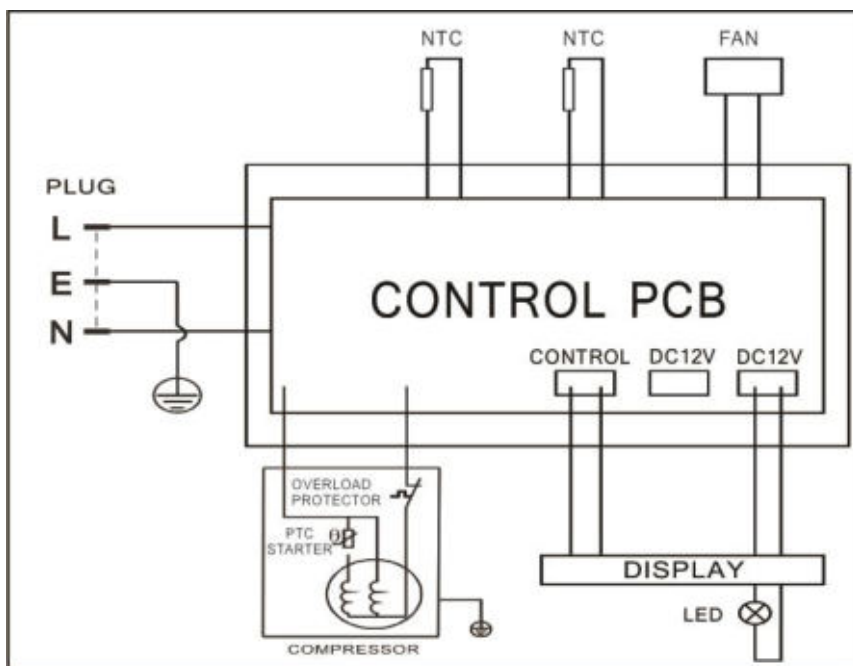 NTC
NTC
FAN
PLUG
L
E
N
CONTROL PCB
CONTROL
DC12V
DC12V
OVERLOAD
PROTECTOR
PTC
STARTER
θ
COMPRESSOR
DISPLAY
LED